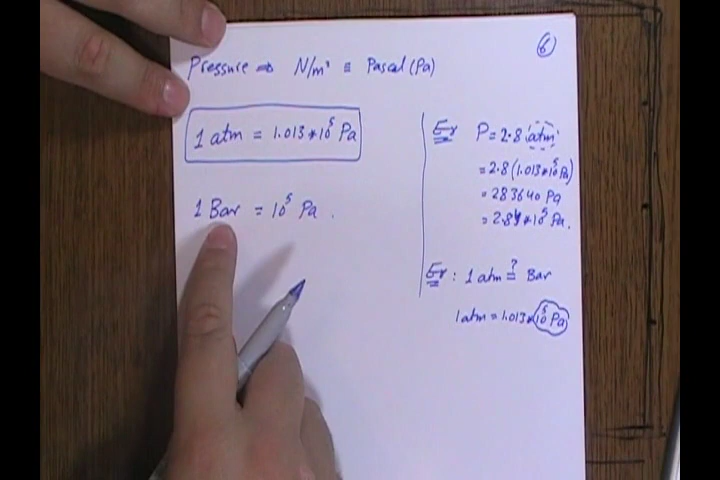 6
Pressure ⇒ N/m² ≡ Pascal (Pa)
1 atm = 1.013*10⁵ Pa
1 Bar = 10⁵ Pa.
Ex P = 2.8 atm
= 2.8 (1.013*10⁵ Pa)
= 283640 Pa
= 2.84*10⁵ Pa.
Ex: 1 atm ?= Bar
1 atm = 1.013*10⁵ Pa